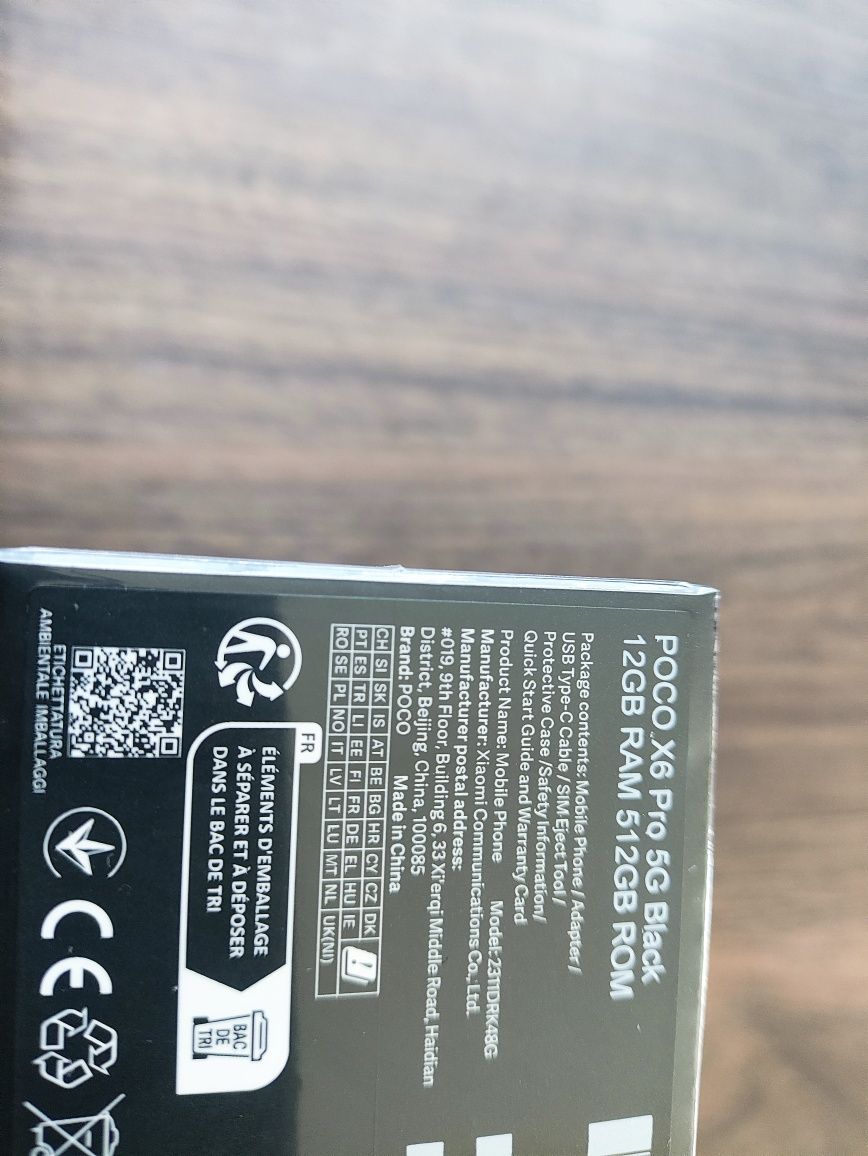 POCO X6 Pro 5G Black
12GB RAM 512GB ROM
Package contents: Mobile Phone / Adapter /
USB Type-C Cable / SIM Eject Tool /
Protective Case /Safety Information/
Quick Start Guide and Warranty Card
Product Name: Mobile Phone Model: 2311DRK48G
Manufacturer: Xiaomi Communications Co., Ltd.
Manufacturer postal address:
#019, 9th Floor, Building 6, 33 Xi'erqi Middle Road, Haidian
District, Beijing, China, 100085
Brand: POCO Made in China
CH SI SK IS AT BE BG HR CY CZ DK
PT ES TR LI EE FI FR DE EL HU IE
RO SE PL NO IT LV LT LU MT NL UK(NI)
FR
ÉLÉMENTS D'EMBALLAGE
À SÉPARER ET À DÉPOSER
DANS LE BAC DE TRI
BAC
DE
TRI
ETICHETTATURA
AMBIENTALE IMBALLAGGI
CE